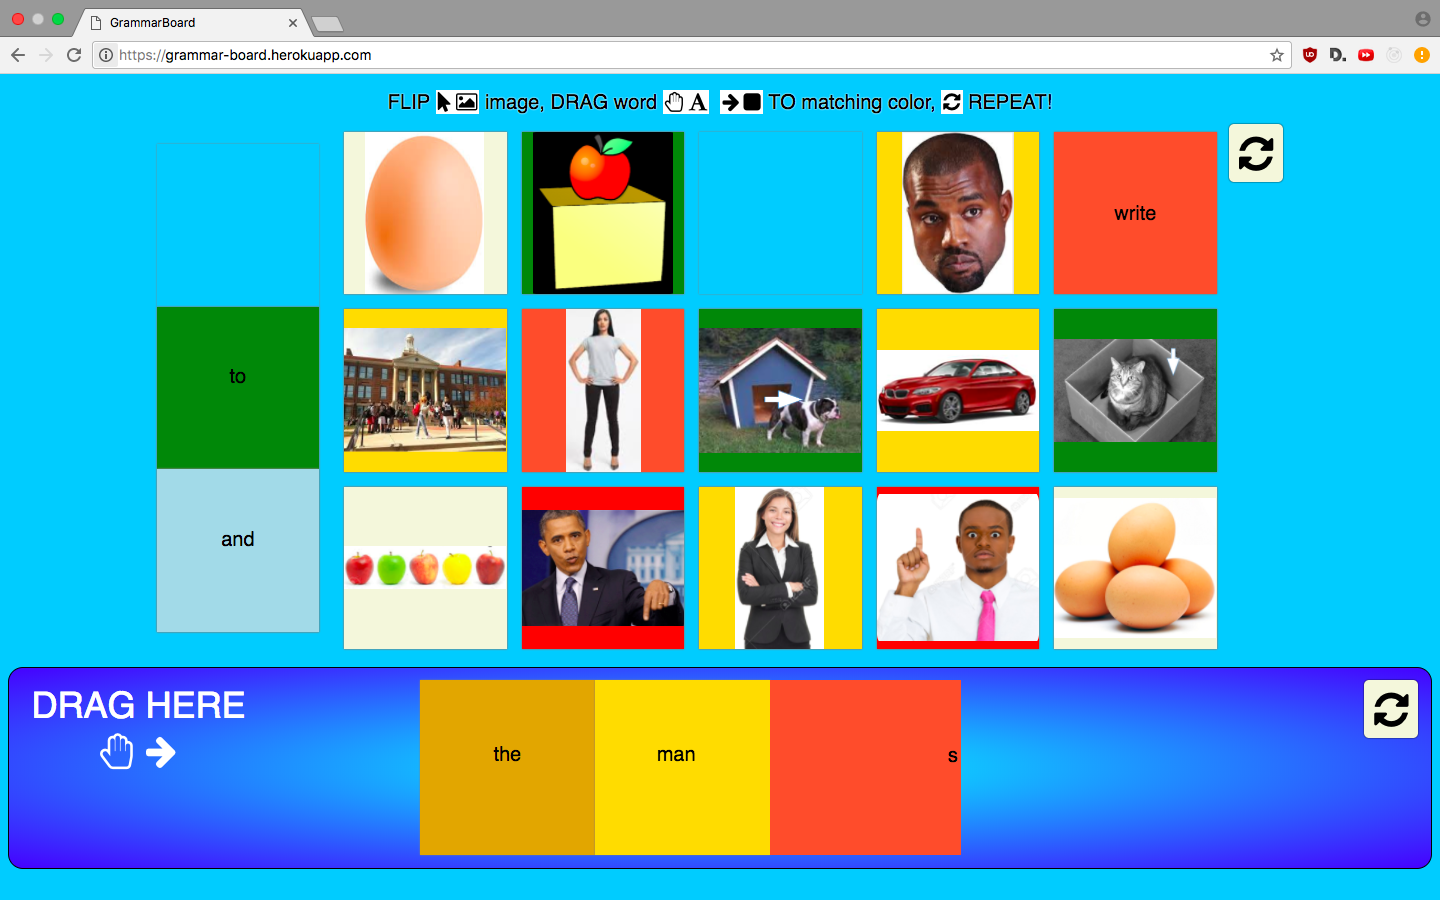 GrammarBoard
https://grammar-board.herokuapp.com
FLIP image, DRAG word A TO matching color, REPEAT!
write
to
and
DRAG HERE
the man s